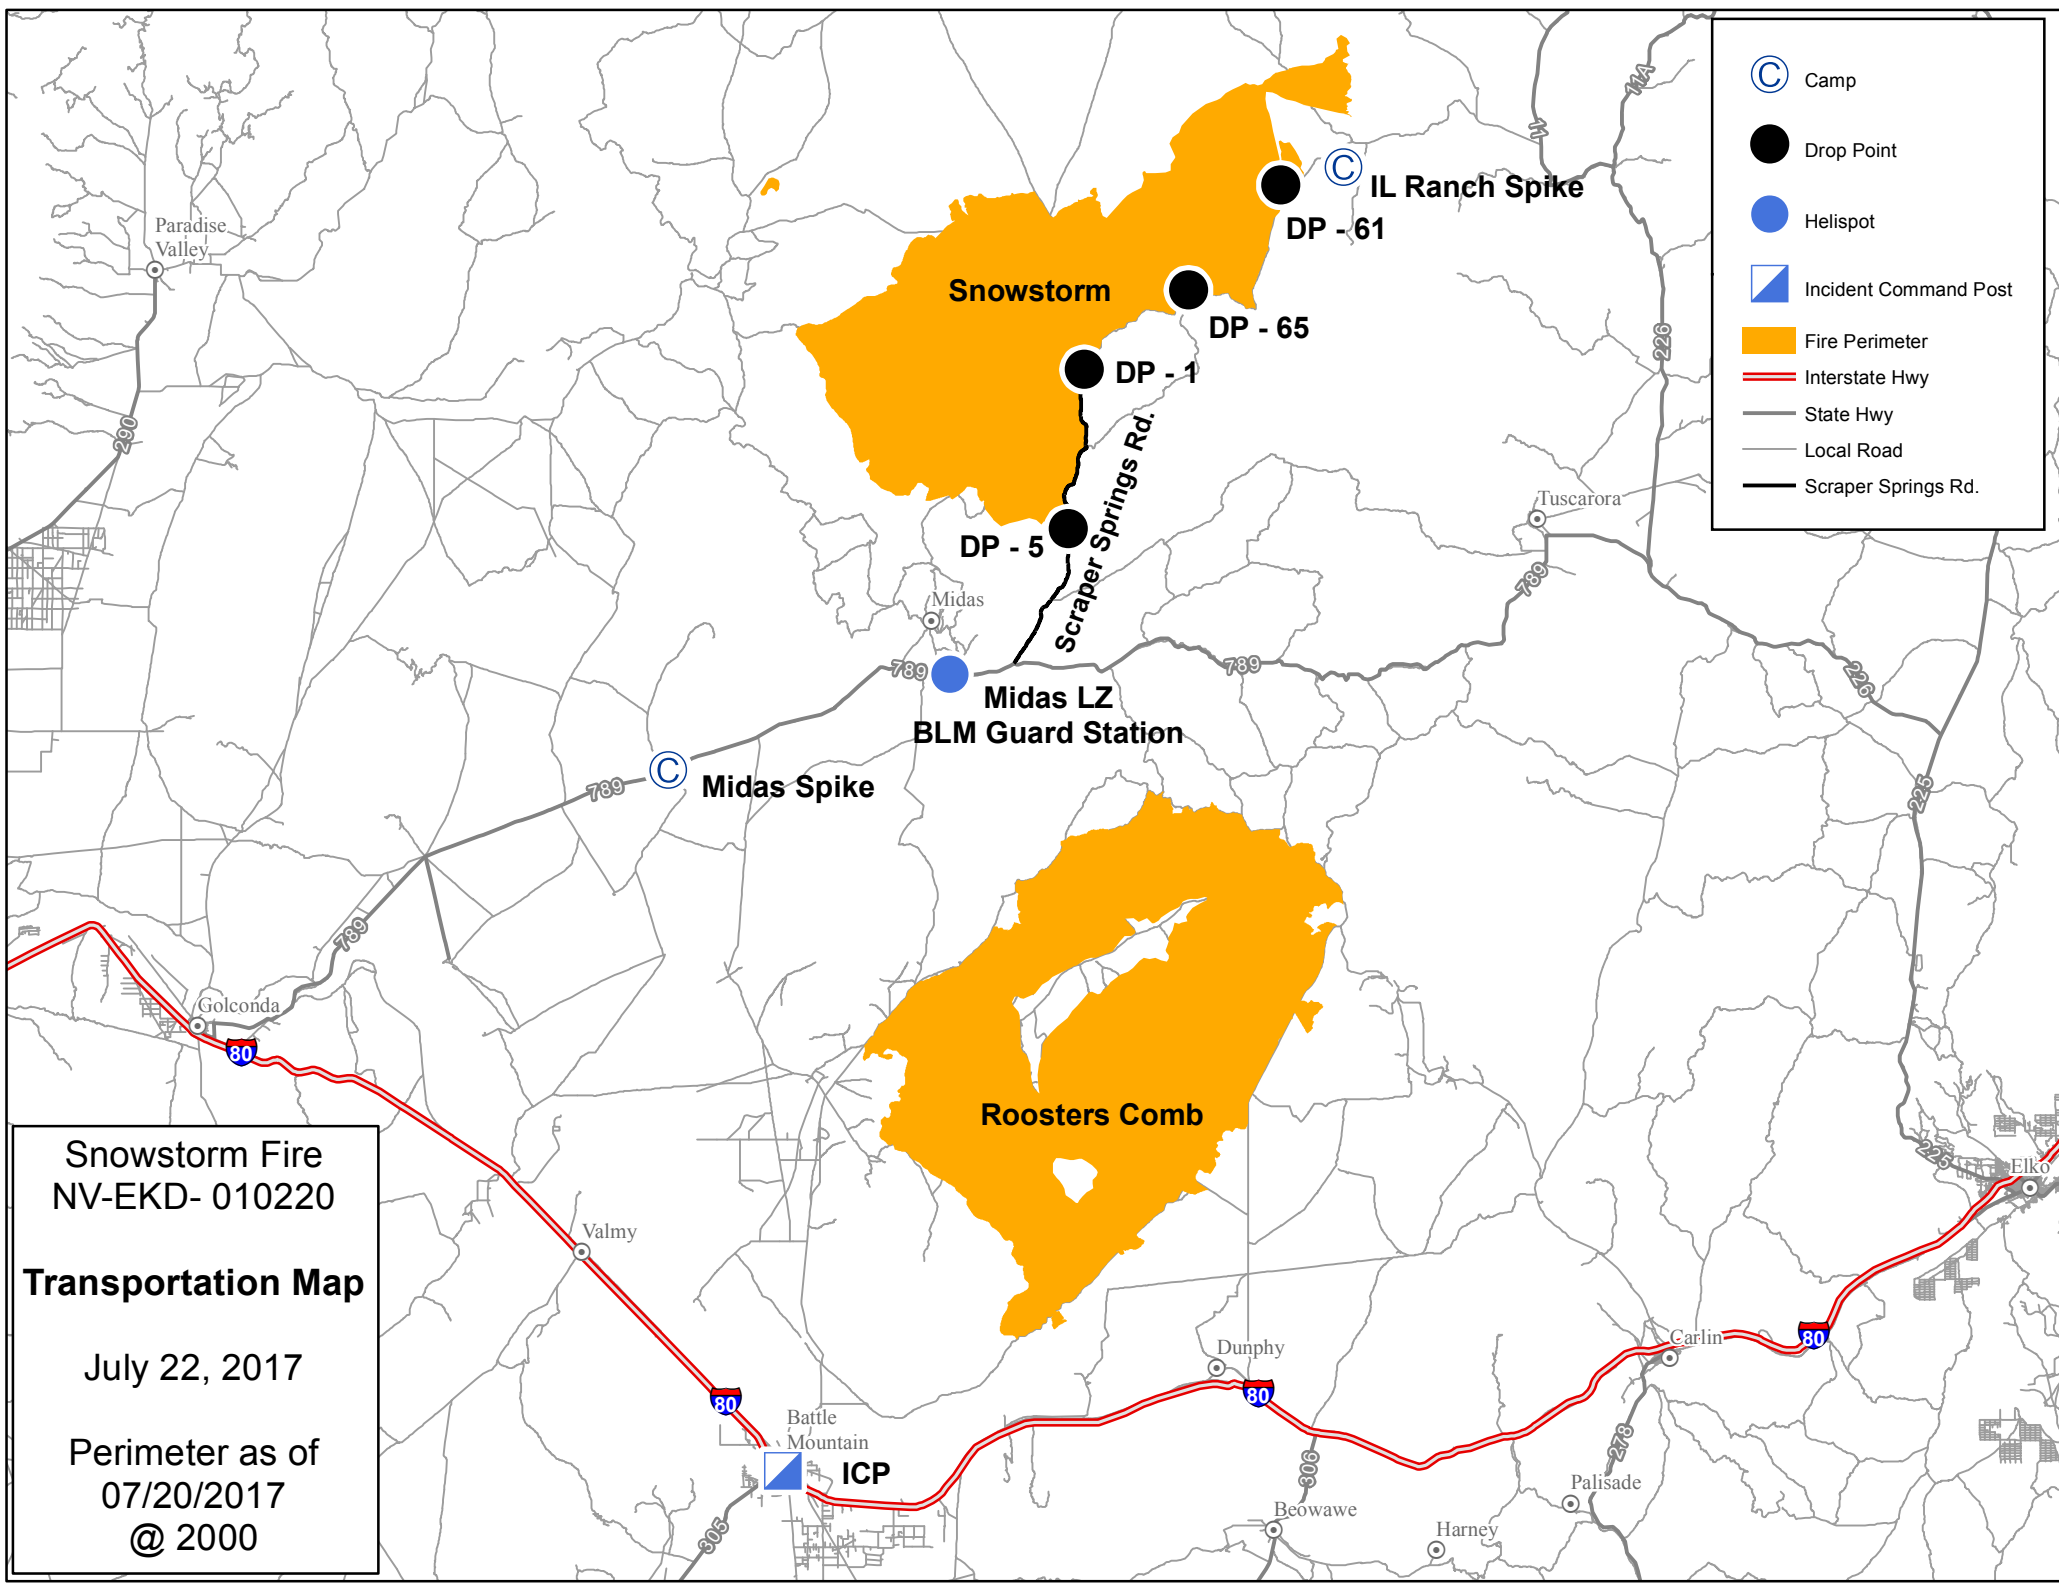 C Camp
Drop Point
Helispot
Incident Command Post
Fire Perimeter
Interstate Hwy
State Hwy
Local Road
Scraper Springs Rd.
11A
11
C IL Ranch Spike
DP - 61
Paradise
Valley
Snowstorm
DP - 65
226
DP - 1
290
Scraper Springs Rd.
Tuscarora
DP - 5
789
Midas
789
789
Midas LZ
BLM Guard Station
226
C Midas Spike
789
225
789
Golconda
80
Roosters Comb
225
Elko
Snowstorm Fire
NV-EKD- 010220
Transportation Map
July 22, 2017
Perimeter as of
07/20/2017
@ 2000
Valmy
80
Dunphy
80
Carlin
80
Battle
Mountain
ICP
278
306
305
Palisade
Beowawe
Harney